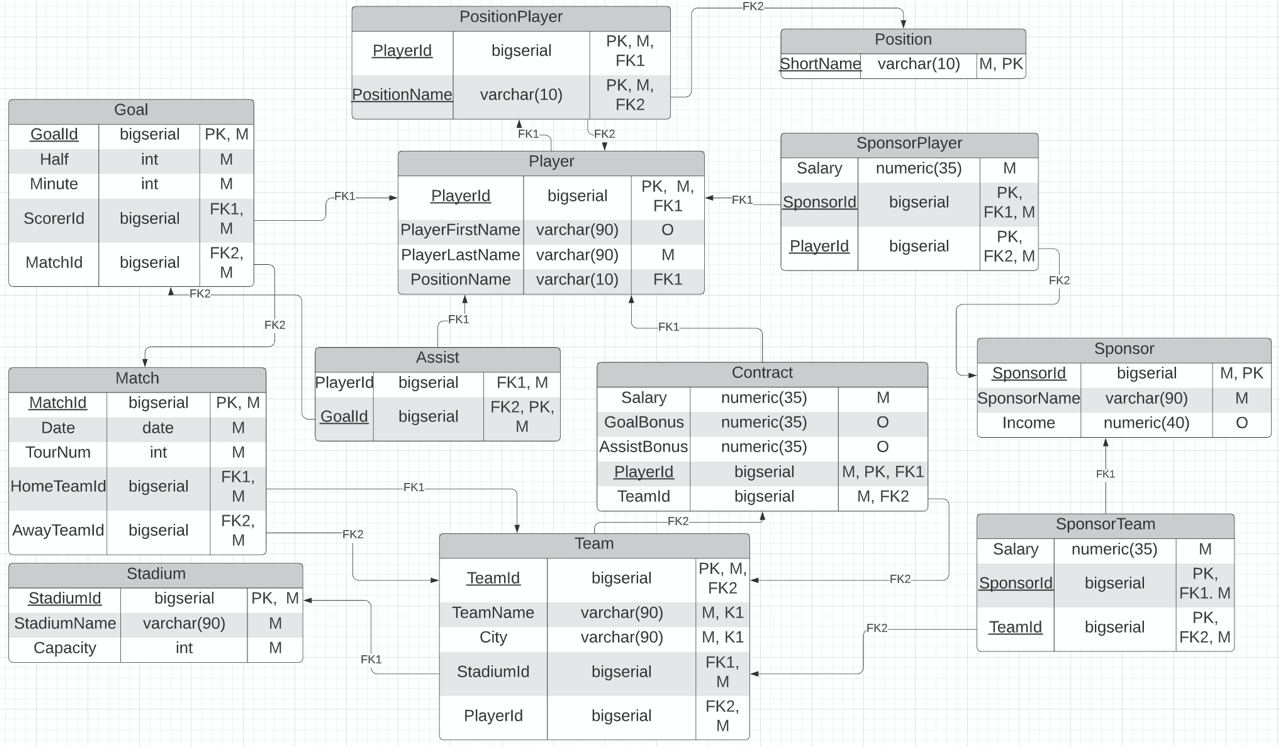 PositionPlayer
PlayerId bigserial PK, M,
FK1
PositionName varchar(10) PK, M,
FK2
FK2
Position
ShortName varchar(10) M, PK
Goal
GoalId bigserial PK, M
Half int M
Minute int M
ScorerId bigserial FK1,
M
MatchId bigserial FK2,
M
FK1
FK2
FK2
FK1
FK2
Player
PlayerId bigserial PK, M,
FK1
PlayerFirstName varchar(90) O
PlayerLastName varchar(90) M
PositionName varchar(10) FK1
SponsorPlayer
Salary numeric(35) M
SponsorId bigserial PK,
FK1, M
PlayerId bigserial PK,
FK2, M
FK1
FK2
FK1
FK1
Assist
PlayerId bigserial FK1, M
GoalId bigserial FK2, PK,
M
Contract
Salary numeric(35) M
GoalBonus numeric(35) O
AssistBonus numeric(35) O
PlayerId bigserial M, PK, FK1
TeamId bigserial M, FK2
Sponsor
SponsorId bigserial M, PK
SponsorName varchar(90) M
Income numeric(40) O
Match
MatchId bigserial PK, M
Date date M
TourNum int M
HomeTeamId bigserial FK1,
M
AwayTeamId bigserial FK2,
M
FK1
FK2
FK2
FK2
FK1
SponsorTeam
Salary numeric(35) M
SponsorId bigserial PK,
FK1. M
TeamId bigserial PK,
FK2, M
FK2
Stadium
StadiumId bigserial PK, M
StadiumName varchar(90) M
Capacity int M
FK1
Team
TeamId bigserial PK, M,
FK2
TeamName varchar(90) M, K1
City varchar(90) M, K1
StadiumId bigserial FK1,
M
PlayerId bigserial FK2,
M